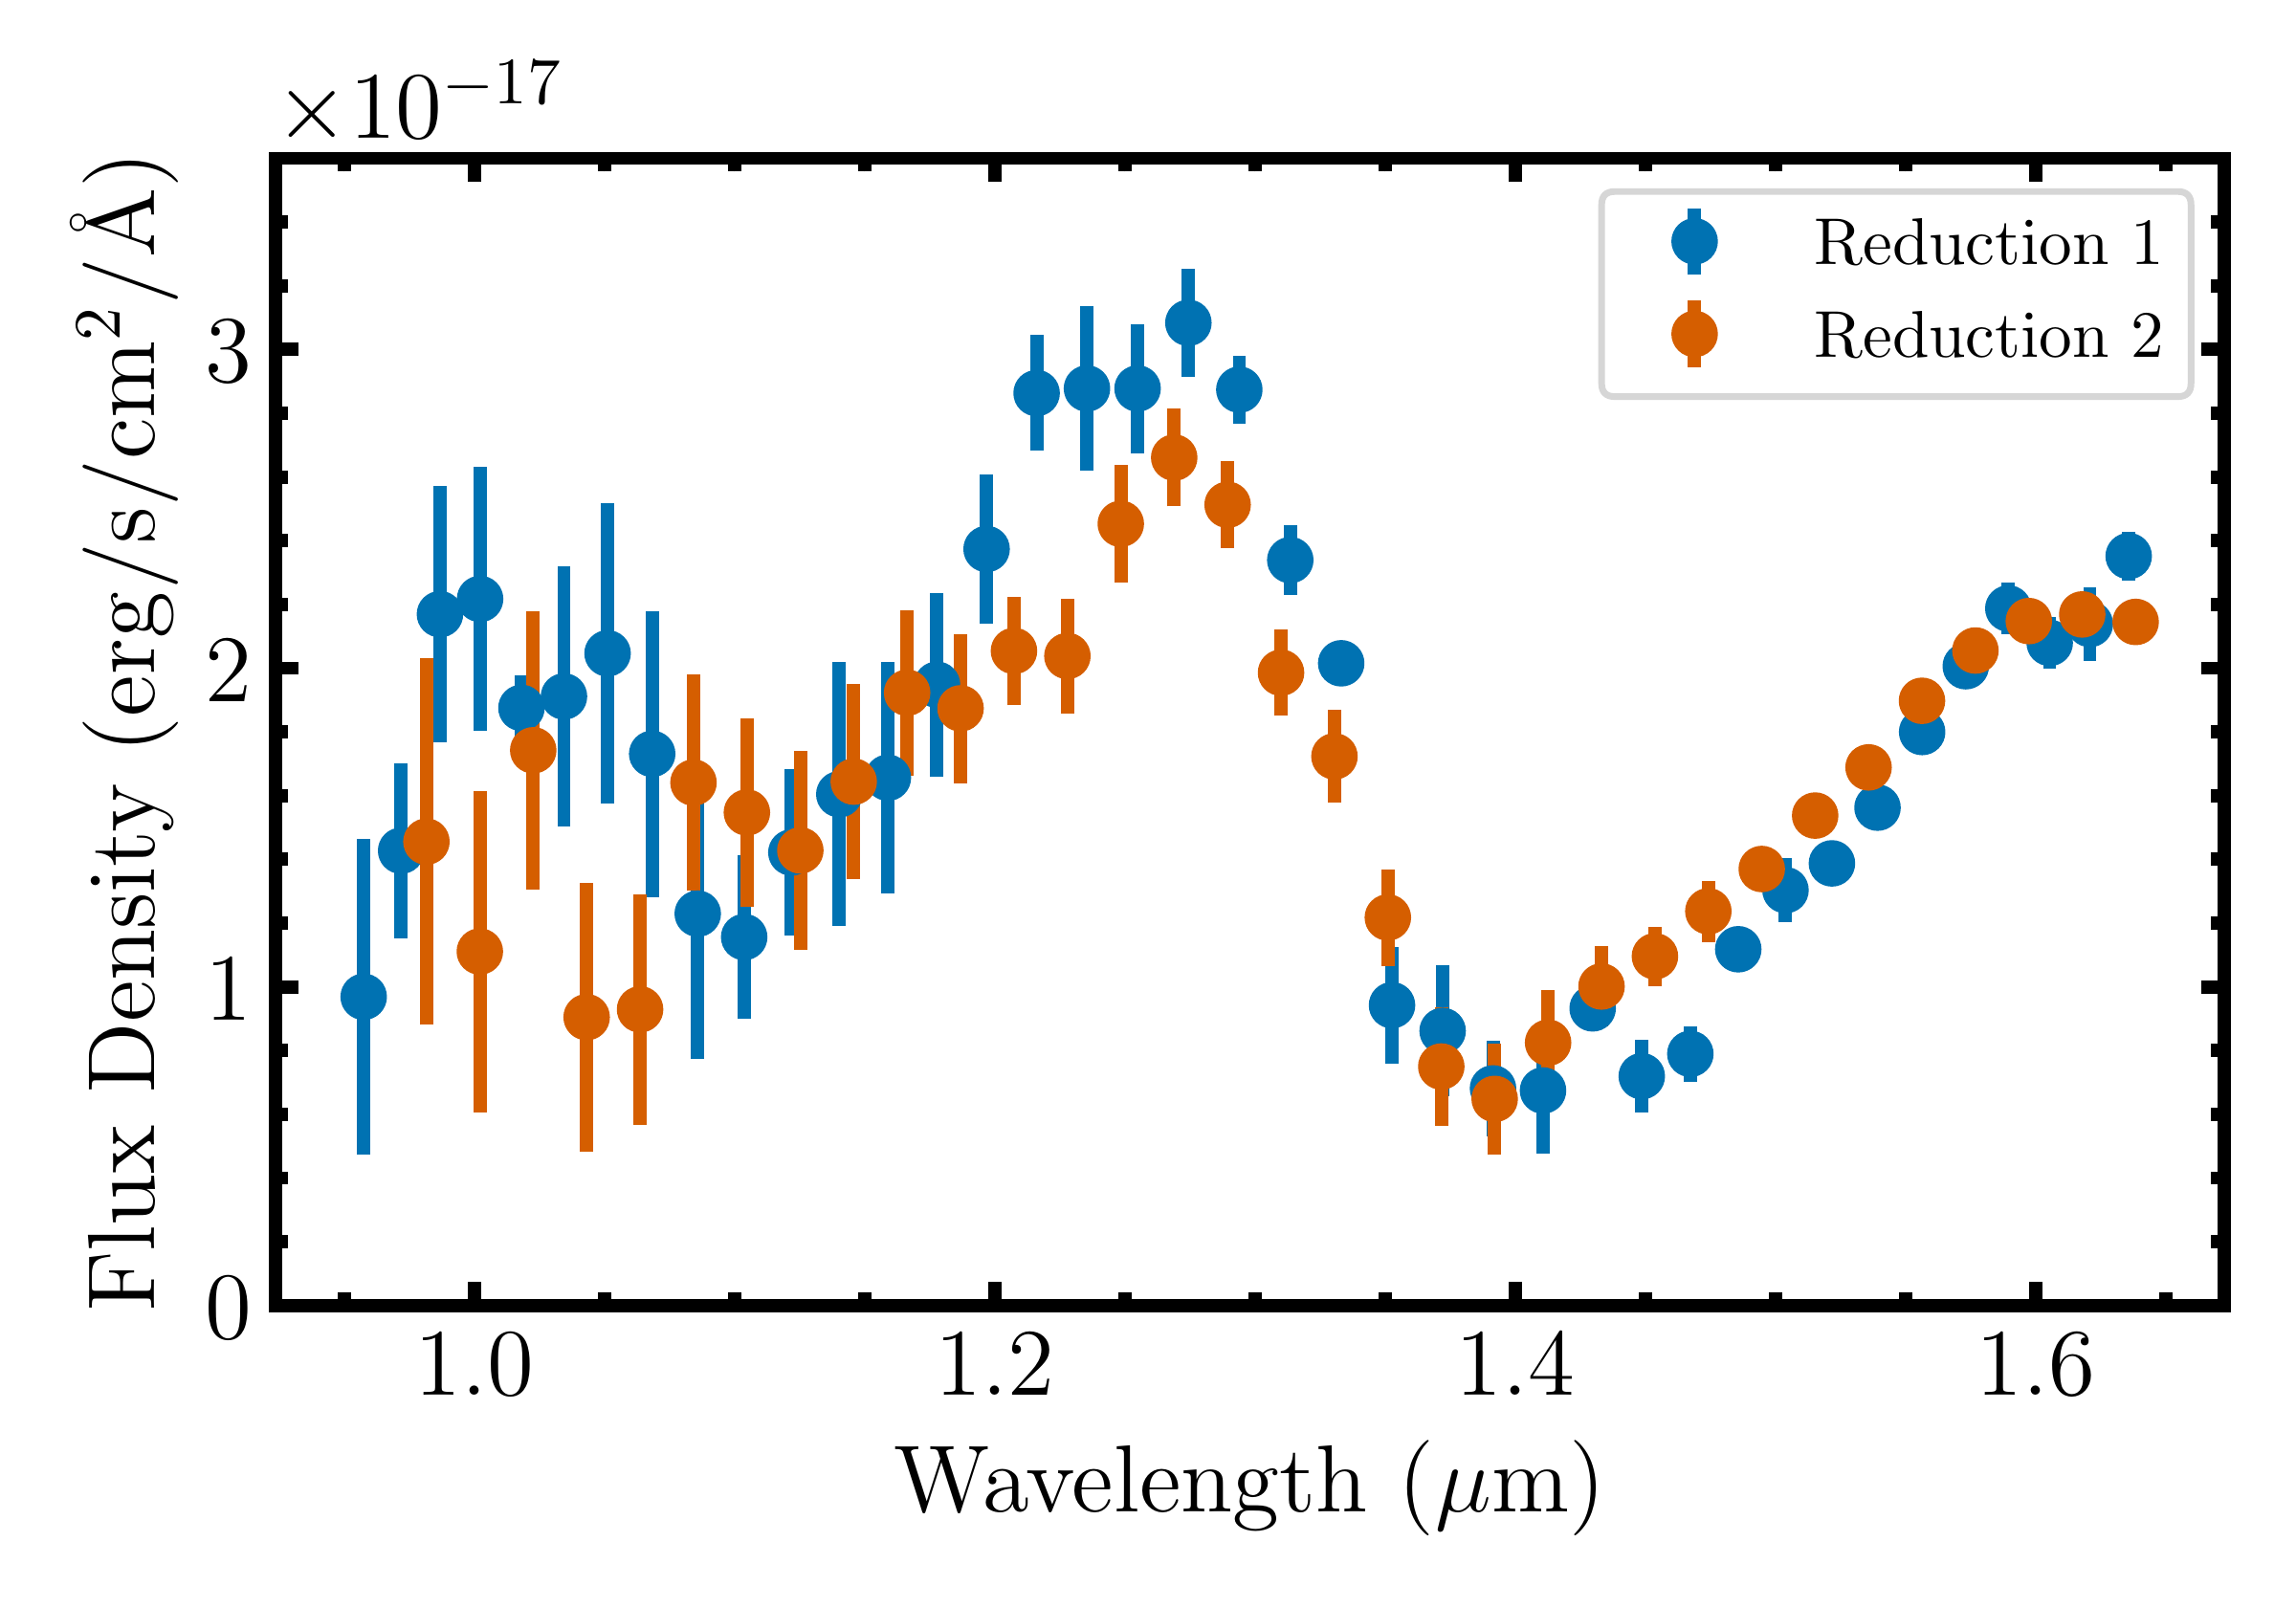 ×10⁻¹⁷
Flux Density (erg/s/cm²/Å)
3
2
1
0
1.0 1.2 1.4 1.6
Wavelength (μm)
Reduction 1
Reduction 2